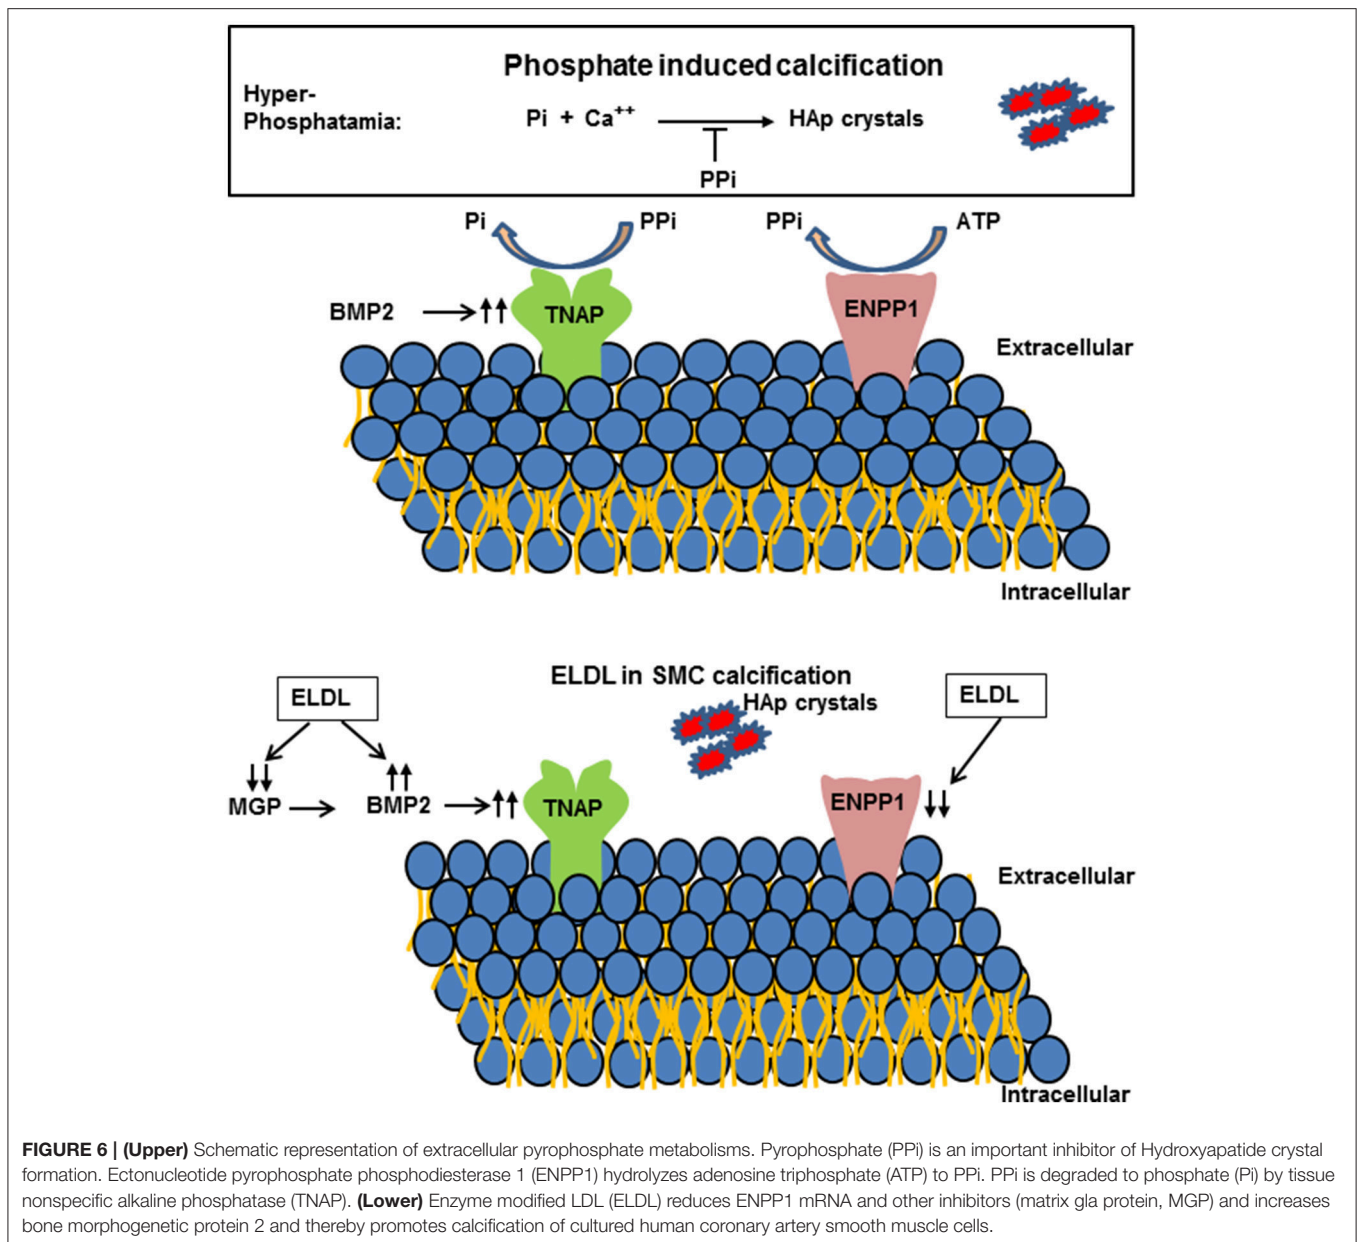 Phosphate induced calcification
Hyper-
Phosphatamia:
Pi + Ca++
HAp crystals
PPi
Pi
PPi
PPi
ATP
BMP2
TNAP
ENPP1
Extracellular
Intracellular
ELDL in SMC calcification
HAp crystals
ELDL
ELDL
MGP
BMP2
TNAP
ENPP1
Extracellular
Intracellular
FIGURE 6 | (Upper) Schematic representation of extracellular pyrophosphate metabolisms. Pyrophosphate (PPi) is an important inhibitor of Hydroxyapatide crystal
formation. Ectonucleotide pyrophosphate phosphodiesterase 1 (ENPP1) hydrolyzes adenosine triphosphate (ATP) to PPi. PPi is degraded to phosphate (Pi) by tissue
nonspecific alkaline phosphatase (TNAP). (Lower) Enzyme modified LDL (ELDL) reduces ENPP1 mRNA and other inhibitors (matrix gla protein, MGP) and increases
bone morphogenetic protein 2 and thereby promotes calcification of cultured human coronary artery smooth muscle cells.